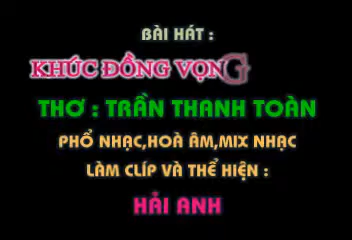 BÀI HÁT :
KHÚC ĐỒNG VỌNG
THƠ : TRẦN THANH TOÀN
PHỔ NHẠC,HOÀ ÂM,MIX NHẠC
LÀM CLÍP VÀ THỂ HIỆN :
HẢI ANH